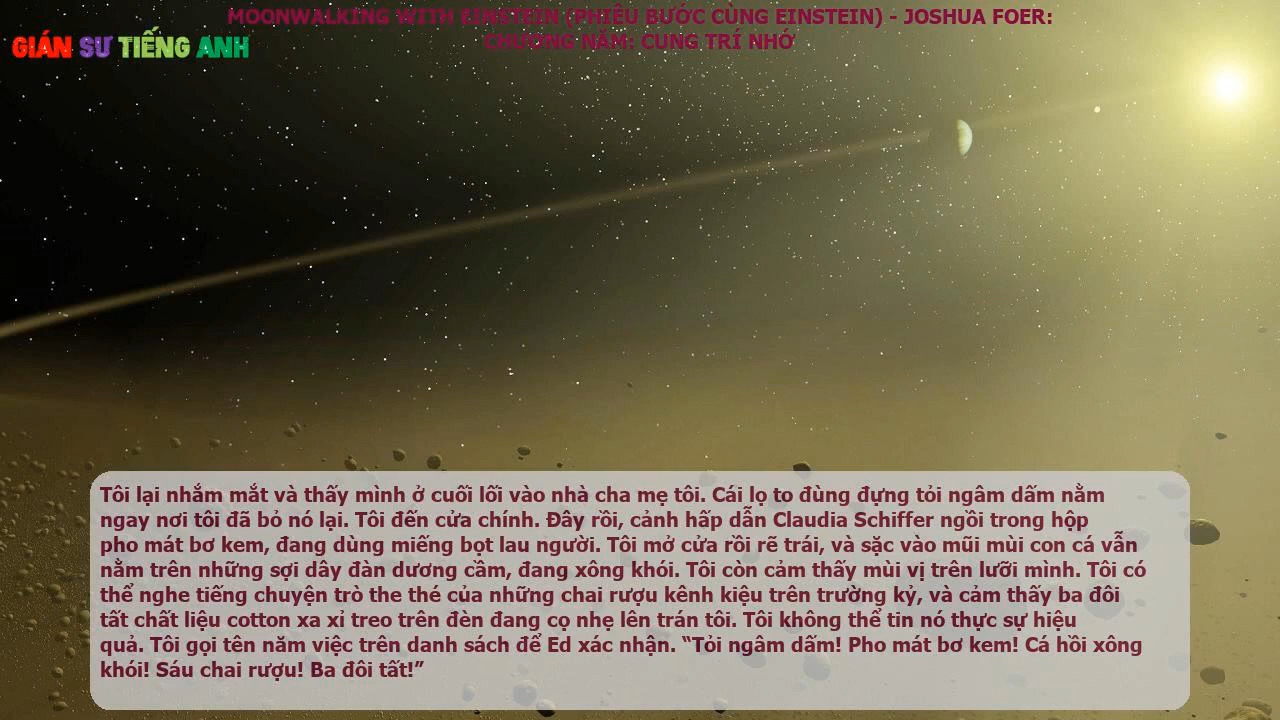 MOONWALKING WITH EINSTEIN (PHIÊU BƯỚC CÙNG EINSTEIN) - JOSHUA FOER:
CHƯƠNG NĂM: CUNG TRÍ NHỚ
GIÁN SƯ TIẾNG ANH
Tôi lại nhắm mắt và thấy mình ở cuối lối vào nhà cha mẹ tôi. Cái lọ to đùng đựng tỏi ngâm dấm nằm
ngay nơi tôi đã bỏ nó lại. Tôi đến cửa chính. Đây rồi, cảnh hấp dẫn Claudia Schiffer ngồi trong hộp
pho mát bơ kem, đang dùng miếng bọt lau người. Tôi mở cửa rồi rẽ trái, và sặc vào mũi mùi con cá vẫn
nằm trên những sợi dây đàn dương cầm, đang xông khói. Tôi còn cảm thấy mùi vị trên lưỡi mình. Tôi có
thể nghe tiếng chuyện trò the thé của những chai rượu kênh kiệu trên trường kỷ, và cảm thấy ba đôi
tất chất liệu cotton xa xỉ treo trên đèn đang cọ nhẹ lên trán tôi. Tôi không thể tin nó thực sự hiệu
quả. Tôi gọi tên năm việc trên danh sách để Ed xác nhận. “Tỏi ngâm dấm! Pho mát bơ kem! Cá hồi xông
khói! Sáu chai rượu! Ba đôi tất!”